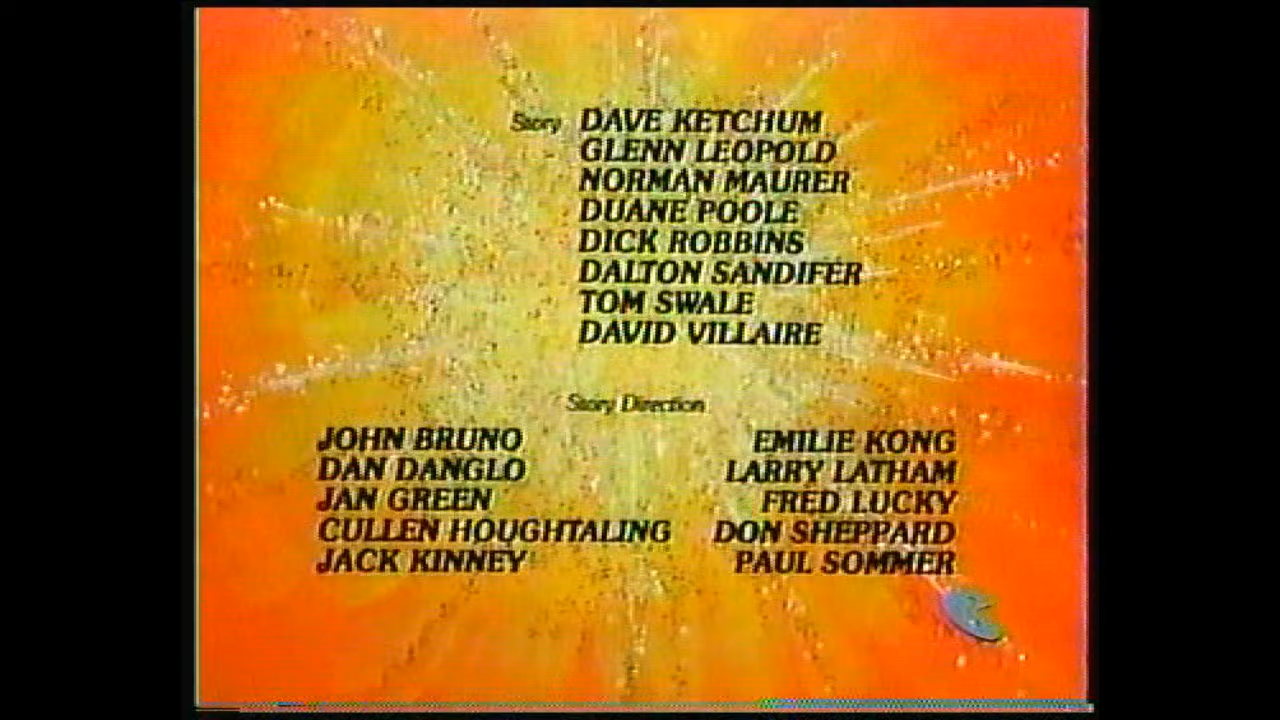 Story DAVE KETCHUM
GLENN LEOPOLD
NORMAN MAURER
DUANE POOLE
DICK ROBBINS
DALTON SANDIFER
TOM SWALE
DAVID VILLAIRE
Story Direction
JOHN BRUNO EMILIE KONG
DAN DANGLO LARRY LATHAM
JAN GREEN FRED LUCKY
CULLEN HOUGHTALING DON SHEPPARD
JACK KINNEY PAUL SOMMER